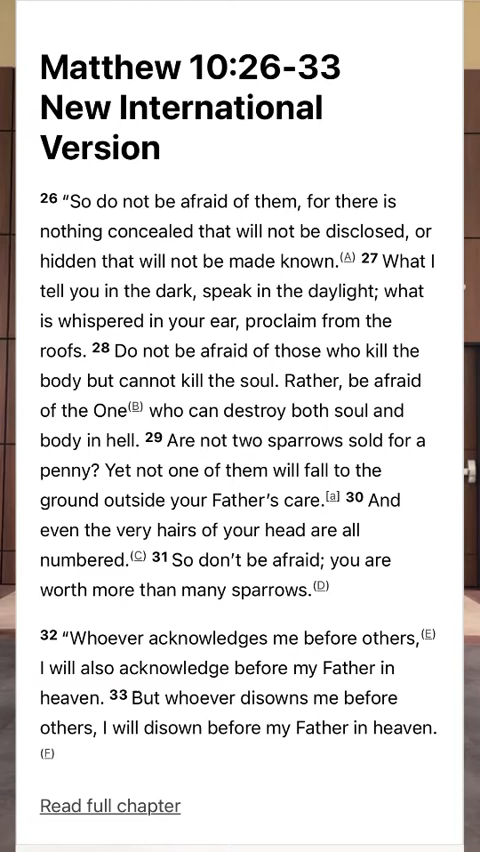 Matthew 10:26-33
New International
Version
26 “So do not be afraid of them, for there is
nothing concealed that will not be disclosed, or
hidden that will not be made known.(A) 27 What I
tell you in the dark, speak in the daylight; what
is whispered in your ear, proclaim from the
roofs. 28 Do not be afraid of those who kill the
body but cannot kill the soul. Rather, be afraid
of the One(B) who can destroy both soul and
body in hell. 29 Are not two sparrows sold for a
penny? Yet not one of them will fall to the
ground outside your Father’s care.[a] 30 And
even the very hairs of your head are all
numbered.(C) 31 So don’t be afraid; you are
worth more than many sparrows.(D)
32 “Whoever acknowledges me before others,(E)
I will also acknowledge before my Father in
heaven. 33 But whoever disowns me before
others, I will disown before my Father in heaven.
(F)
Read full chapter